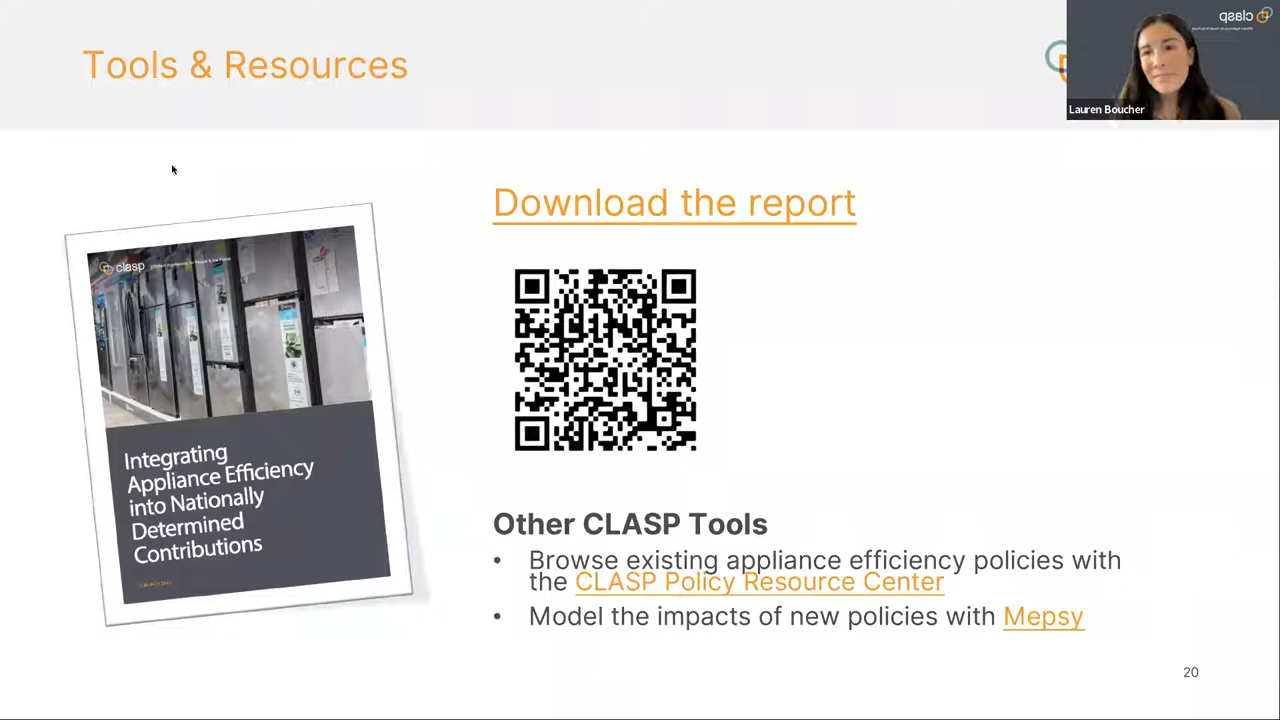 Tools & Resources
Lauren Boucher
Download the report
clasp
Integrating
Appliance Efficiency
into Nationally
Determined
Contributions
Other CLASP Tools
• Browse existing appliance efficiency policies with
the CLASP Policy Resource Center
• Model the impacts of new policies with Mepsy
20